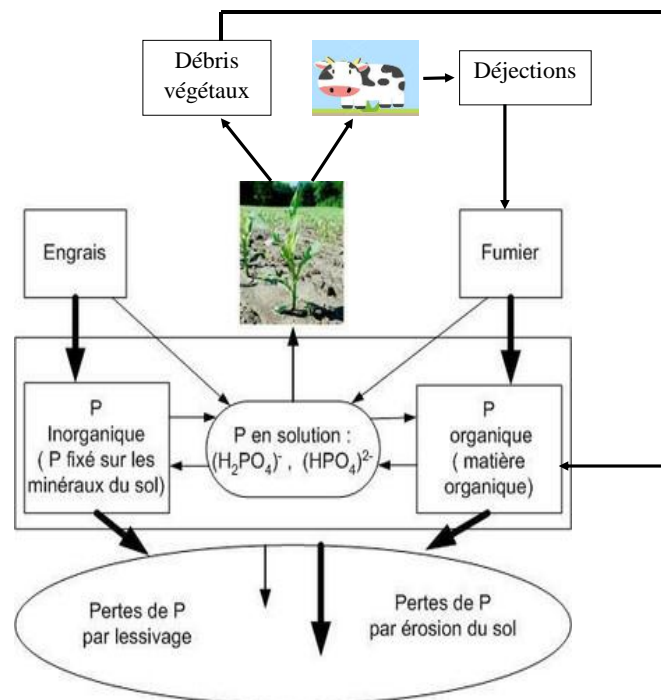 Débris
végétaux
Déjections
Engrais
Fumier
P
Inorganique
( P fixé sur les
minéraux du sol)
P en solution :
(H₂PO₄)⁻ , (HPO₄)²⁻
P
organique
( matière
organique)
Pertes de P
par lessivage
Pertes de P
par érosion du sol